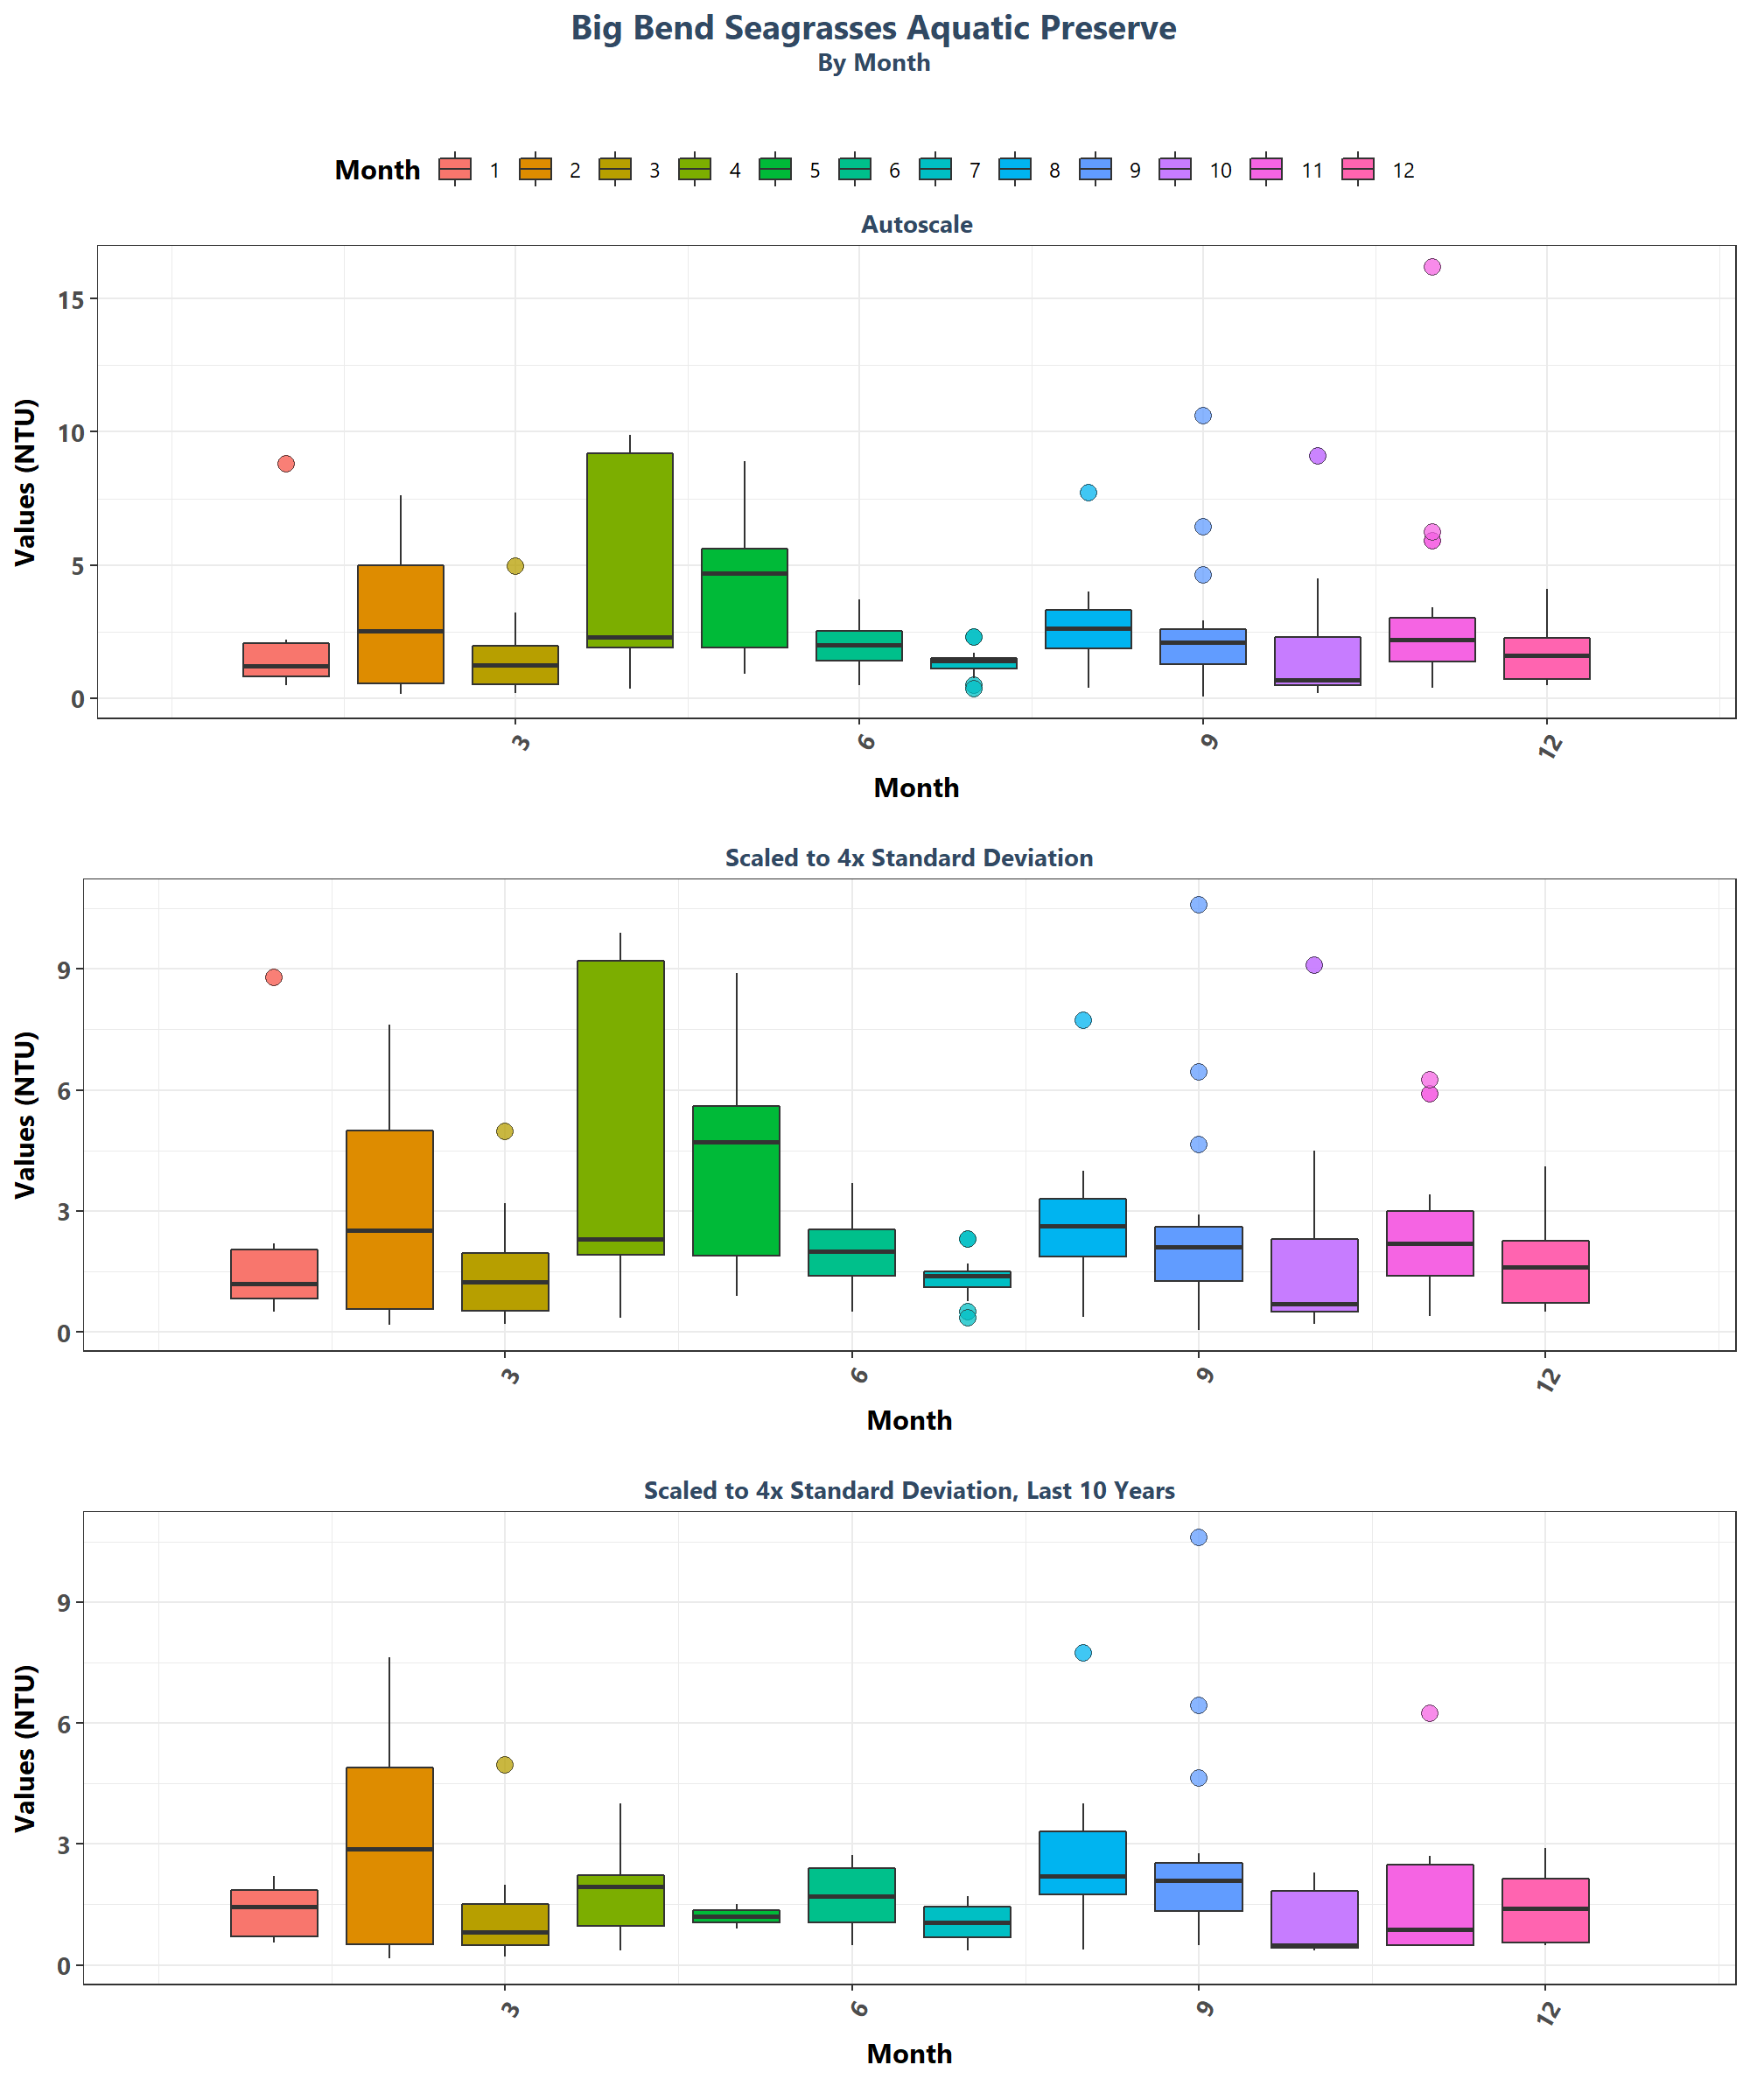 Big Bend Seagrasses Aquatic Preserve
By Month
Month 1 2 3 4 5 6 7 8 9 10 11 12
Autoscale
Values (NTU)
15
10
5
0
3 6 9 12
Month
Scaled to 4x Standard Deviation
Values (NTU)
9
6
3
0
3 6 9 12
Month
Scaled to 4x Standard Deviation, Last 10 Years
Values (NTU)
9
6
3
0
3 6 9 12
Month